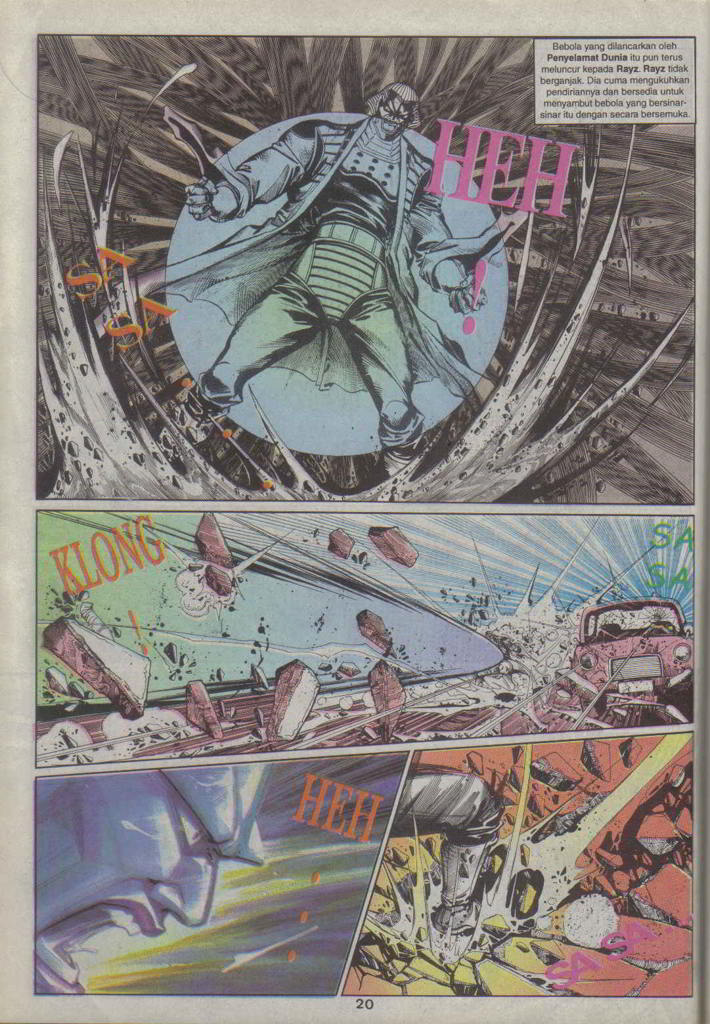 Bebola yang dilancarkan oleh
Penyelamat Dunia itu pun terus
meluncur kepada Rayz. Rayz tidak
berganjak. Dia cuma mengukuhkan
pendiriannya dan bersedia untuk
menyambut bebola yang bersinar-
sinar itu dengan secara bersemuka.
HEH
!
SA
SA
KLONG
!
SA
SA
HEH
SA SA
20